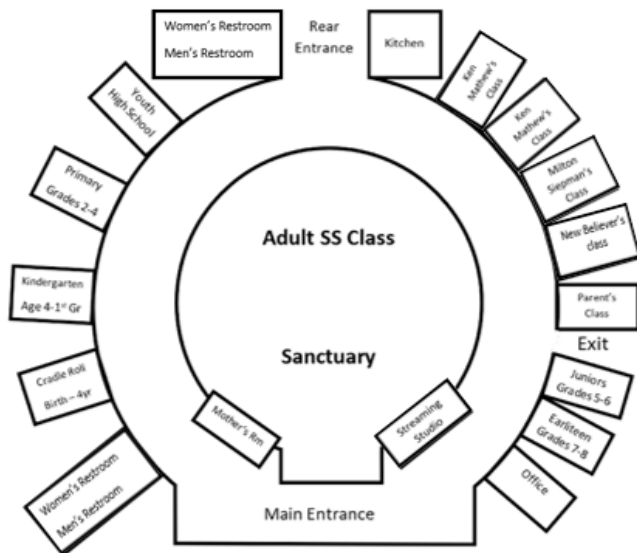 Women's Restroom
Men's Restroom
Rear
Entrance
Kitchen
Ken
Mathew's
Class
Ken
Mathew's
Class
Milton
Siepman's
Class
New Believer's
class
Parent's
Class
Exit
Juniors
Grades 5-6
Earliteen
Grades 7-8
Office
Youth
High School
Primary
Grades 2-4
Kindergarten
Age 4-1st Gr
Cradle Roll
Birth – 4yr
Women's Restroom
Men's Restroom
Adult SS Class
Sanctuary
Mother's Rm
Streaming
Studio
Main Entrance